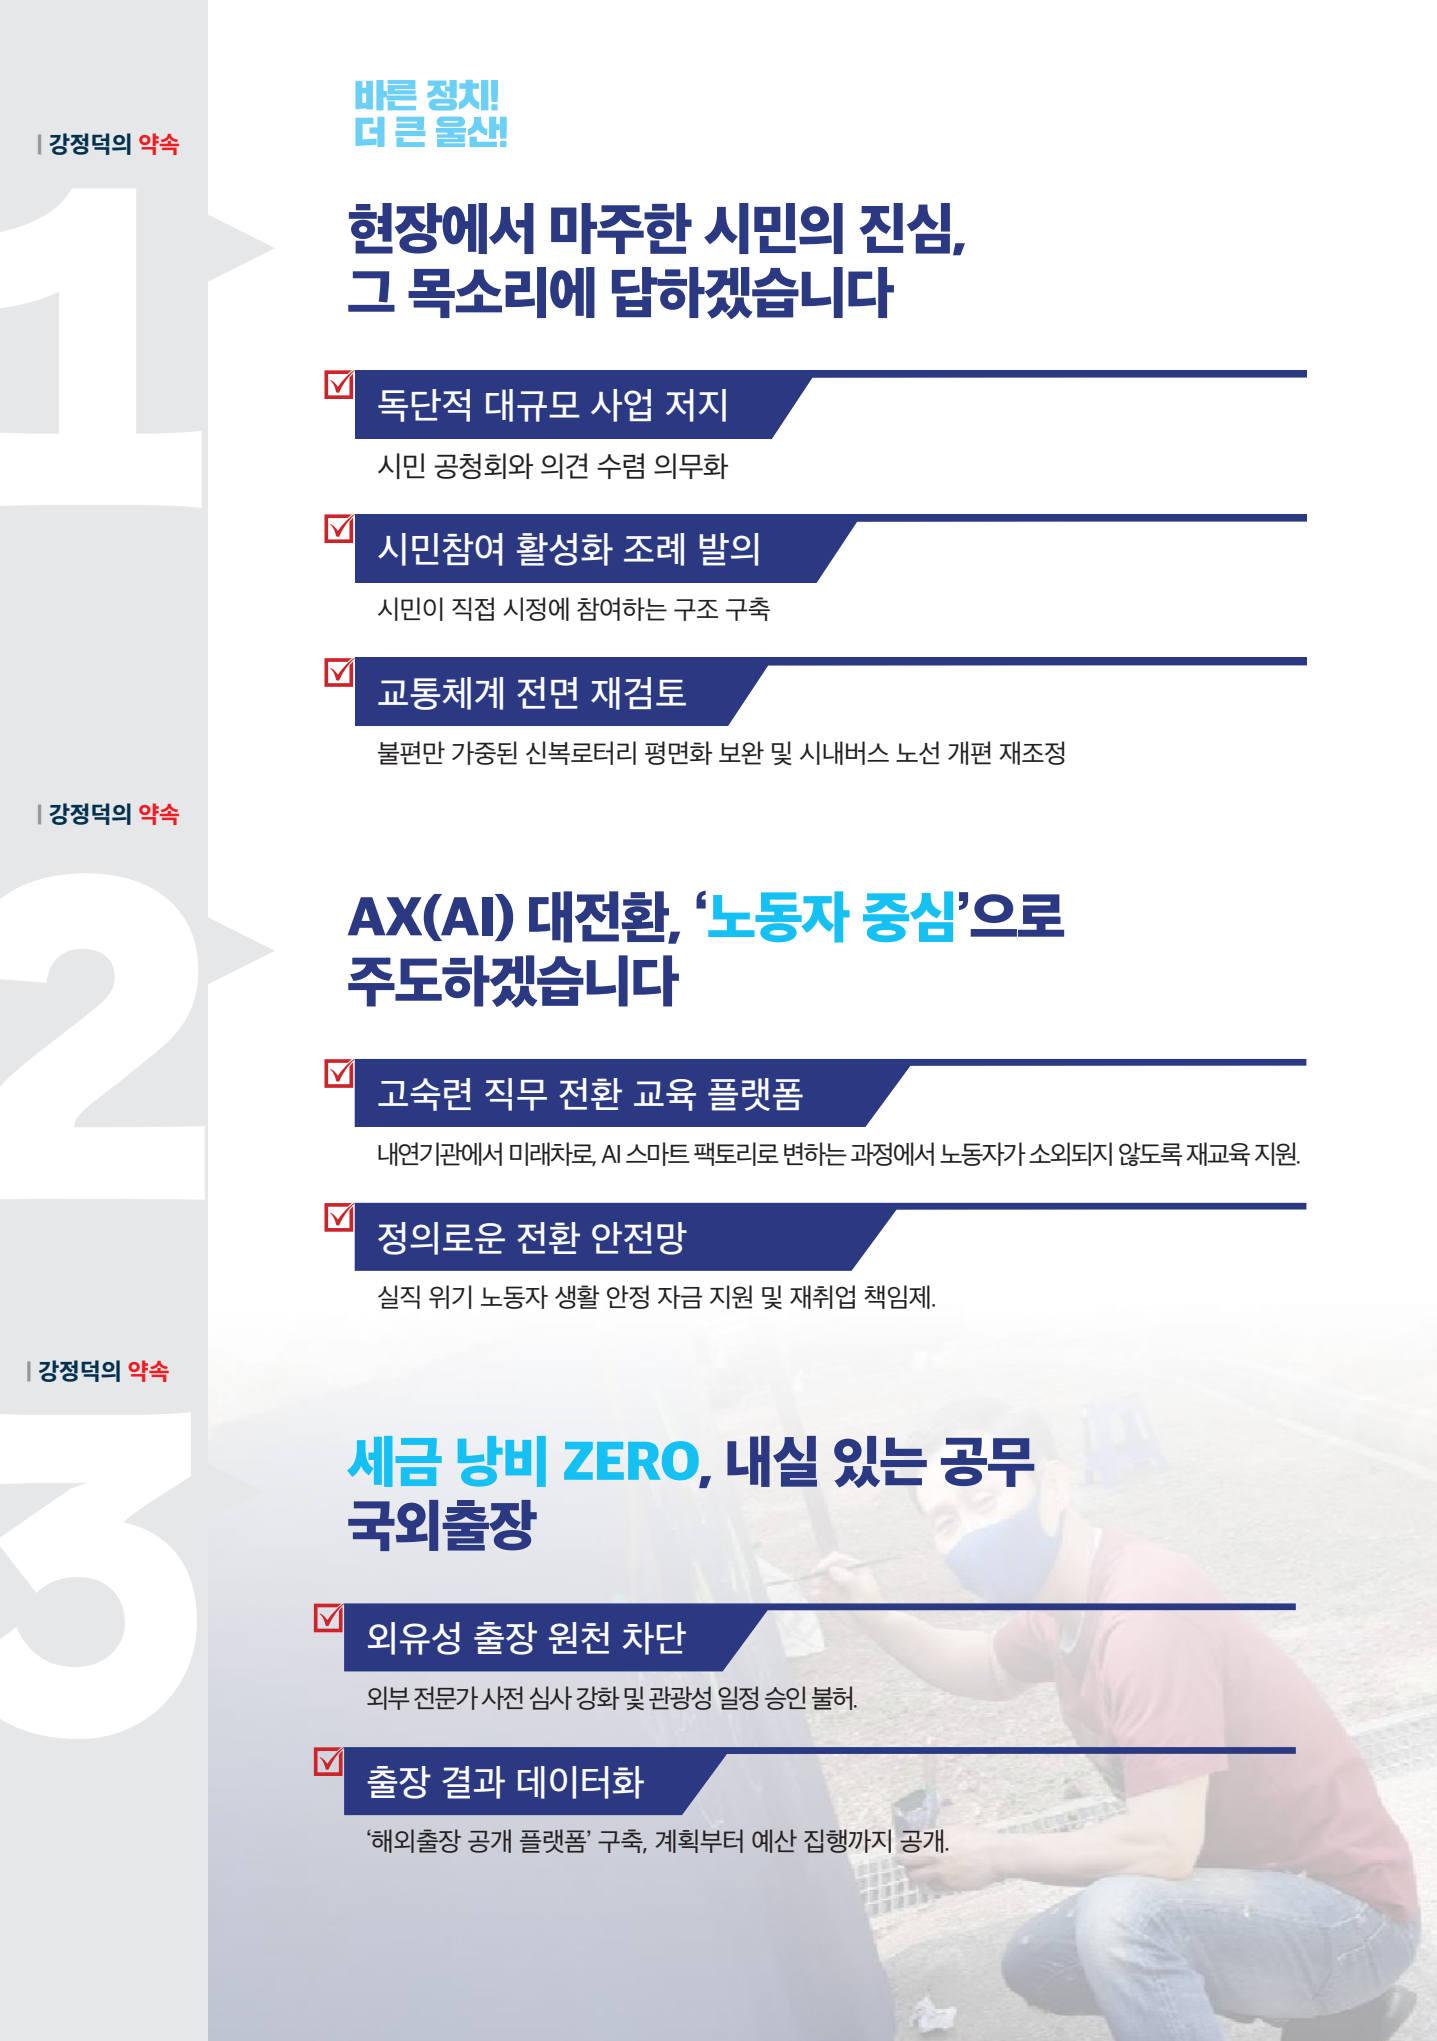 바른 정치!
더 큰 울산!
강정덕의 약속
1
현장에서 마주한 시민의 진심,
그 목소리에 답하겠습니다
독단적 대규모 사업 저지
시민 공청회와 의견 수렴 의무화
시민참여 활성화 조례 발의
시민이 직접 시정에 참여하는 구조 구축
교통체계 전면 재검토
불편만 가중된 신복로터리 평면화 보완 및 시내버스 노선 개편 재조정
강정덕의 약속
2
AX(AI) 대전환, ‘노동자 중심’으로
주도하겠습니다
고숙련 직무 전환 교육 플랫폼
내연기관에서 미래차로, AI 스마트 팩토리로 변하는 과정에서 노동자가 소외되지 않도록 재교육 지원.
정의로운 전환 안전망
실직 위기 노동자 생활 안정 자금 지원 및 재취업 책임제.
강정덕의 약속
3
세금 낭비 ZERO, 내실 있는 공무
국외출장
외유성 출장 원천 차단
외부 전문가 사전 심사 강화 및 관광성 일정 승인 불허.
출장 결과 데이터화
‘해외출장 공개 플랫폼’ 구축, 계획부터 예산 집행까지 공개.